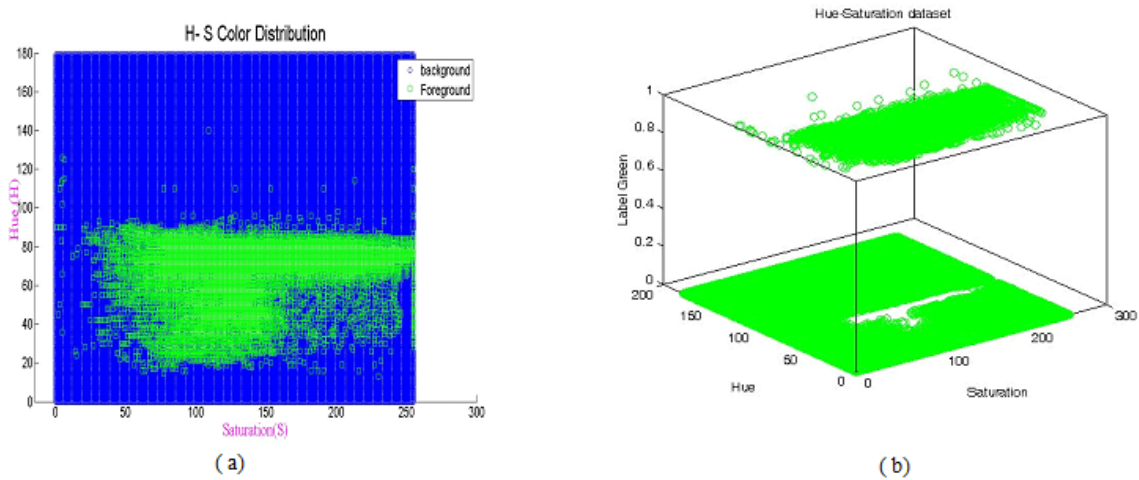 H- S Color Distribution
180
160
140
120
100
80
60
40
20
0
Hue (H)
background
Foreground
0
50
100
150
200
250
300
Saturation(S)
( a)
Hue-Saturation dataset
1
0.8
0.6
0.4
0.2
0
Label Green
200
150
100
50
0
Hue
0
100
200
300
Saturation
( b)